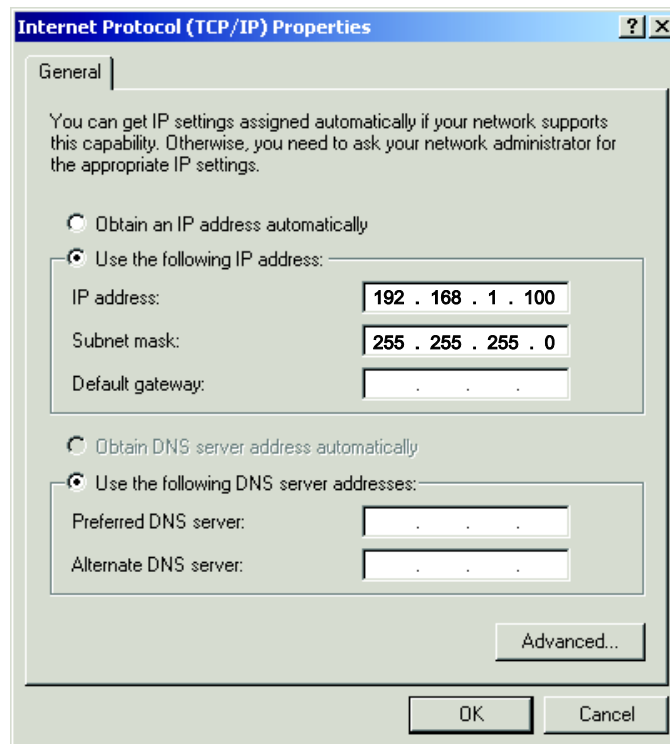 Internet Protocol (TCP/IP) Properties
General
You can get IP settings assigned automatically if your network supports
this capability. Otherwise, you need to ask your network administrator for
the appropriate IP settings.
Obtain an IP address automatically
Use the following IP address:
IP address: 192 . 168 . 1 . 100
Subnet mask: 255 . 255 . 255 . 0
Default gateway: . . .
Obtain DNS server address automatically
Use the following DNS server addresses:
Preferred DNS server: . . .
Alternate DNS server: . . .
Advanced...
OK Cancel